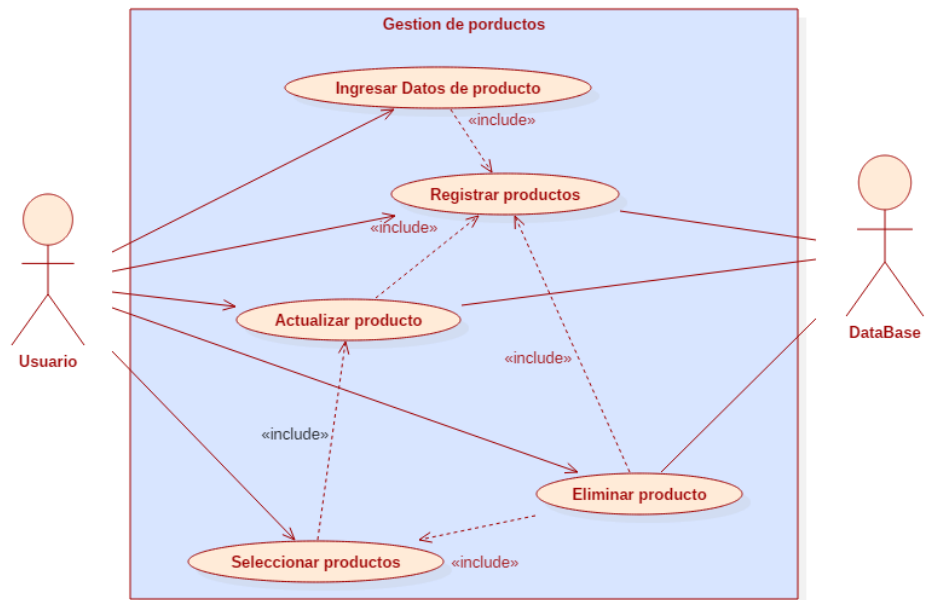 Gestion de porductos
Ingresar Datos de producto
«include»
Registrar productos
«include»
Actualizar producto
Usuario
DataBase
«include»
«include»
Eliminar producto
Seleccionar productos
«include»